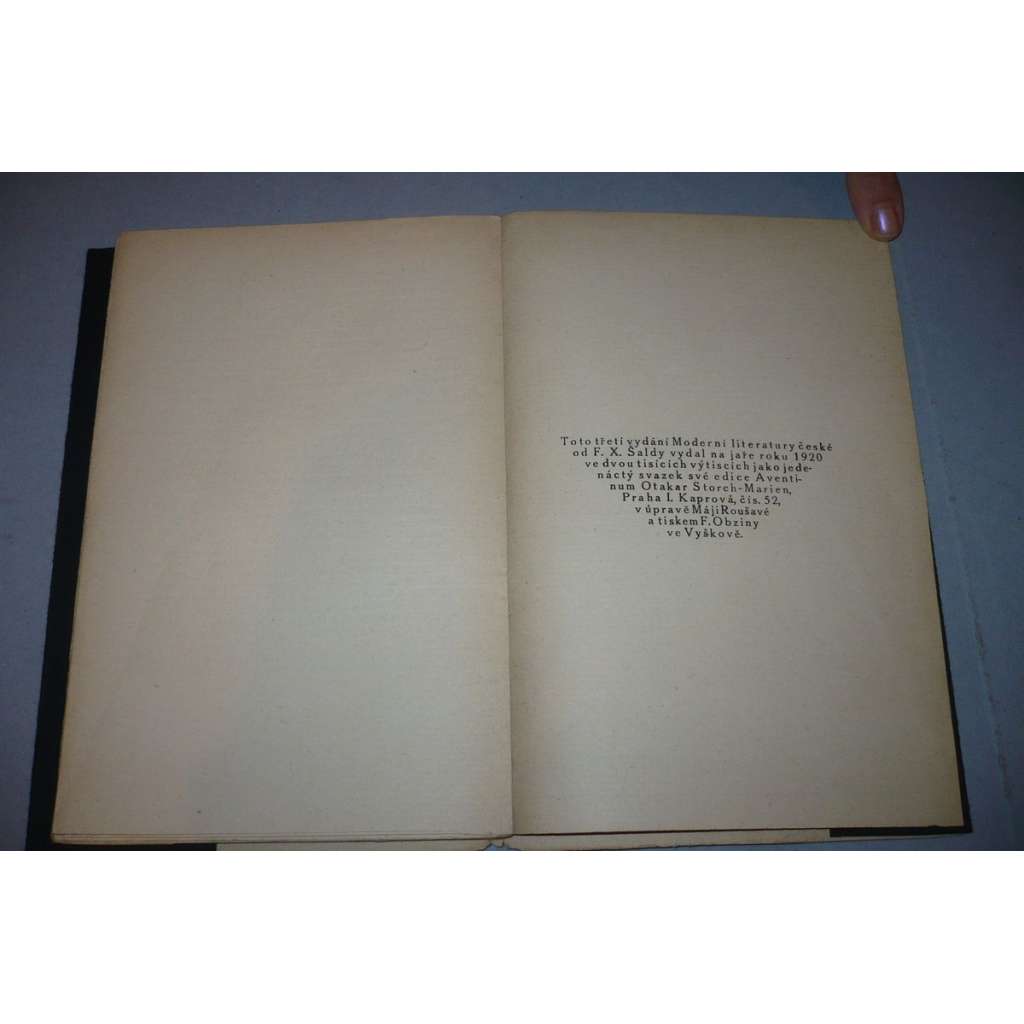 Toto třetí vydání Moderní literatury české
od F. X. Šaldy vydal na jaře roku 1920
ve dvou tisících výtiscích jako jede-
náctý svazek své edice Aventi-
num Otakar Storch-Marien,
Praha I. Kaprová, čís. 52,
v úpravě Máji Roušavé
a tiskem F. Obziny
ve Vyškově.